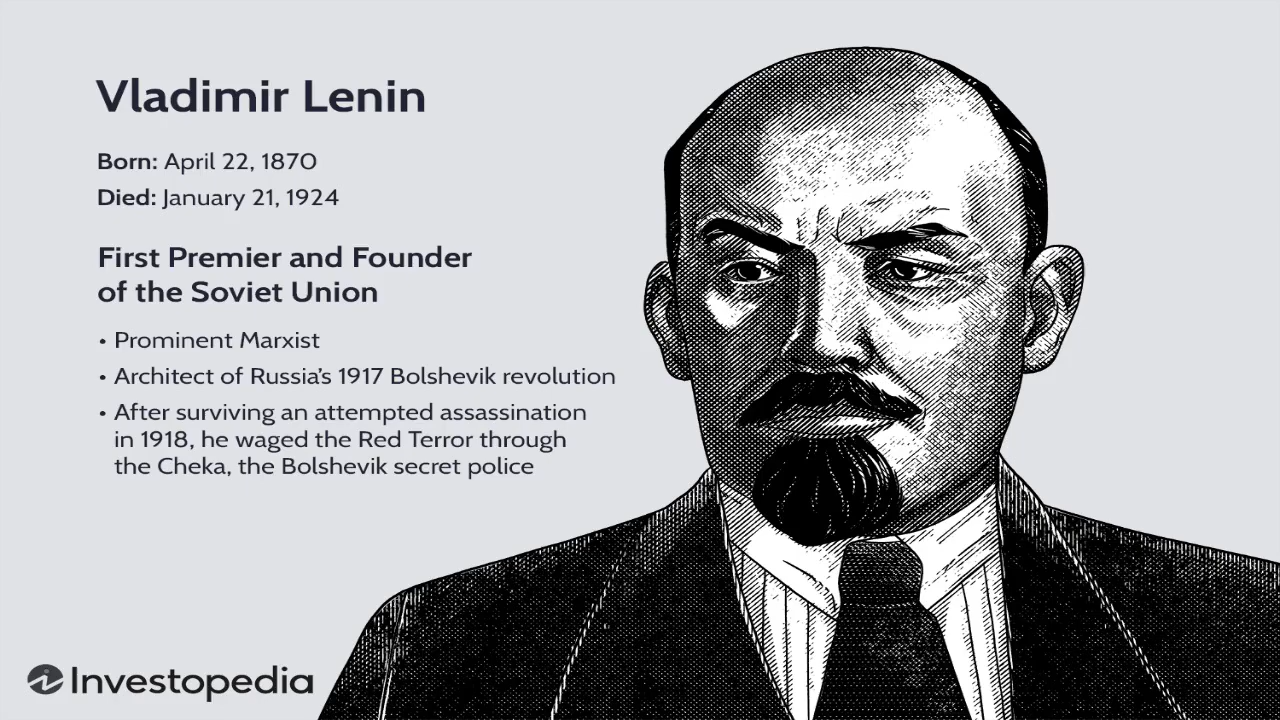 Vladimir Lenin
Born: April 22, 1870
Died: January 21, 1924
First Premier and Founder
of the Soviet Union
• Prominent Marxist
• Architect of Russia's 1917 Bolshevik revolution
• After surviving an attempted assassination
in 1918, he waged the Red Terror through
the Cheka, the Bolshevik secret police
Investopedia